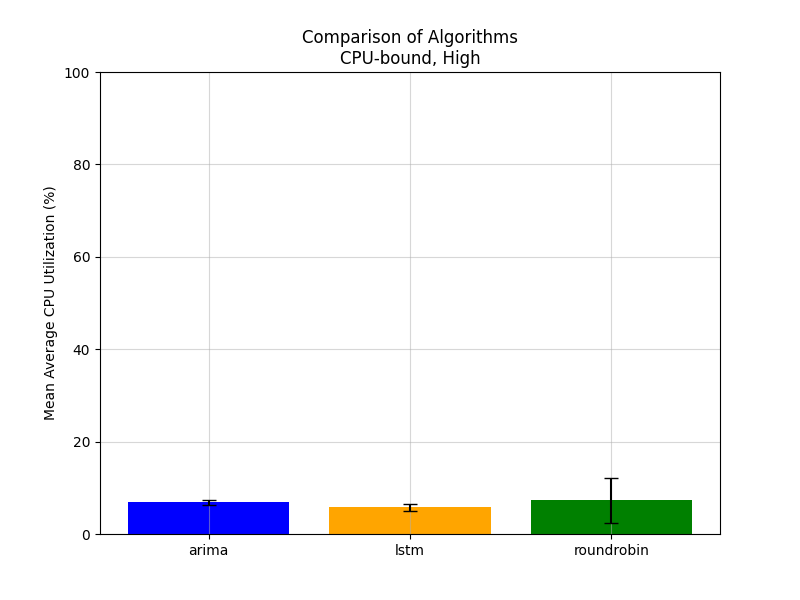 Comparison of Algorithms
CPU-bound, High
Mean Average CPU Utilization (%)
100
80
60
40
20
0
arima
lstm
roundrobin